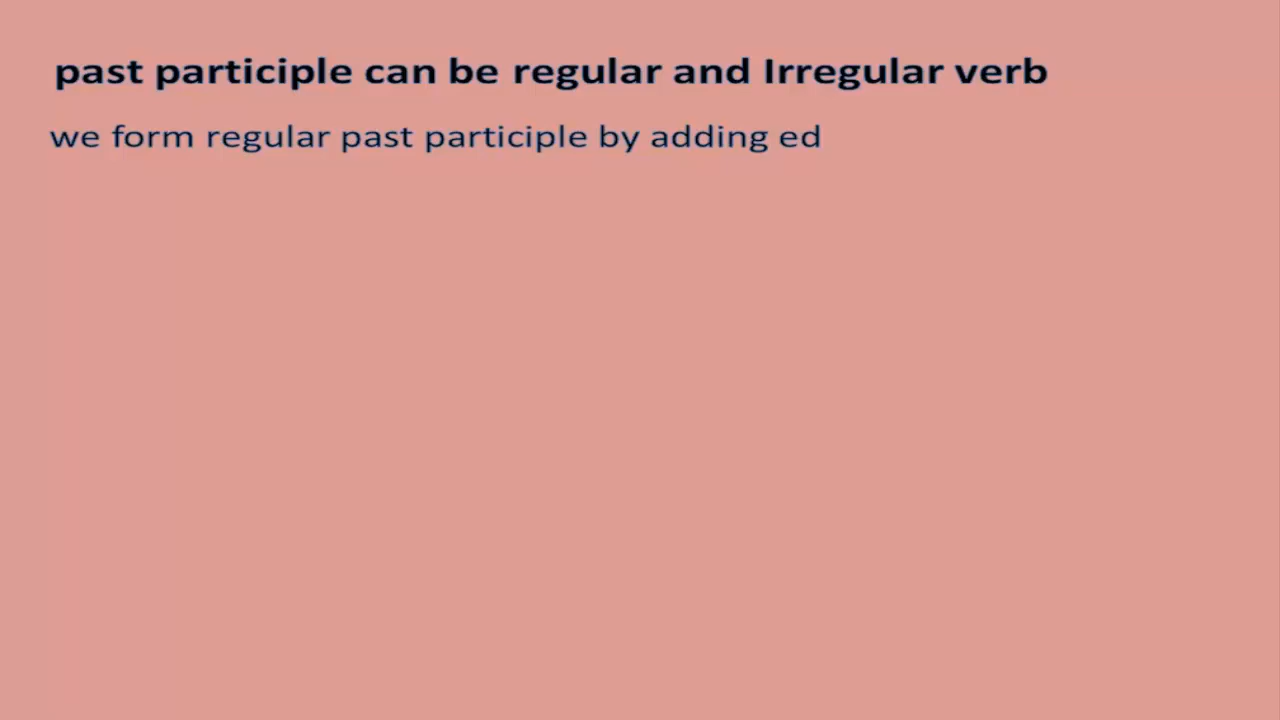 past participle can be regular and Irregular verb
we form regular past participle by adding ed